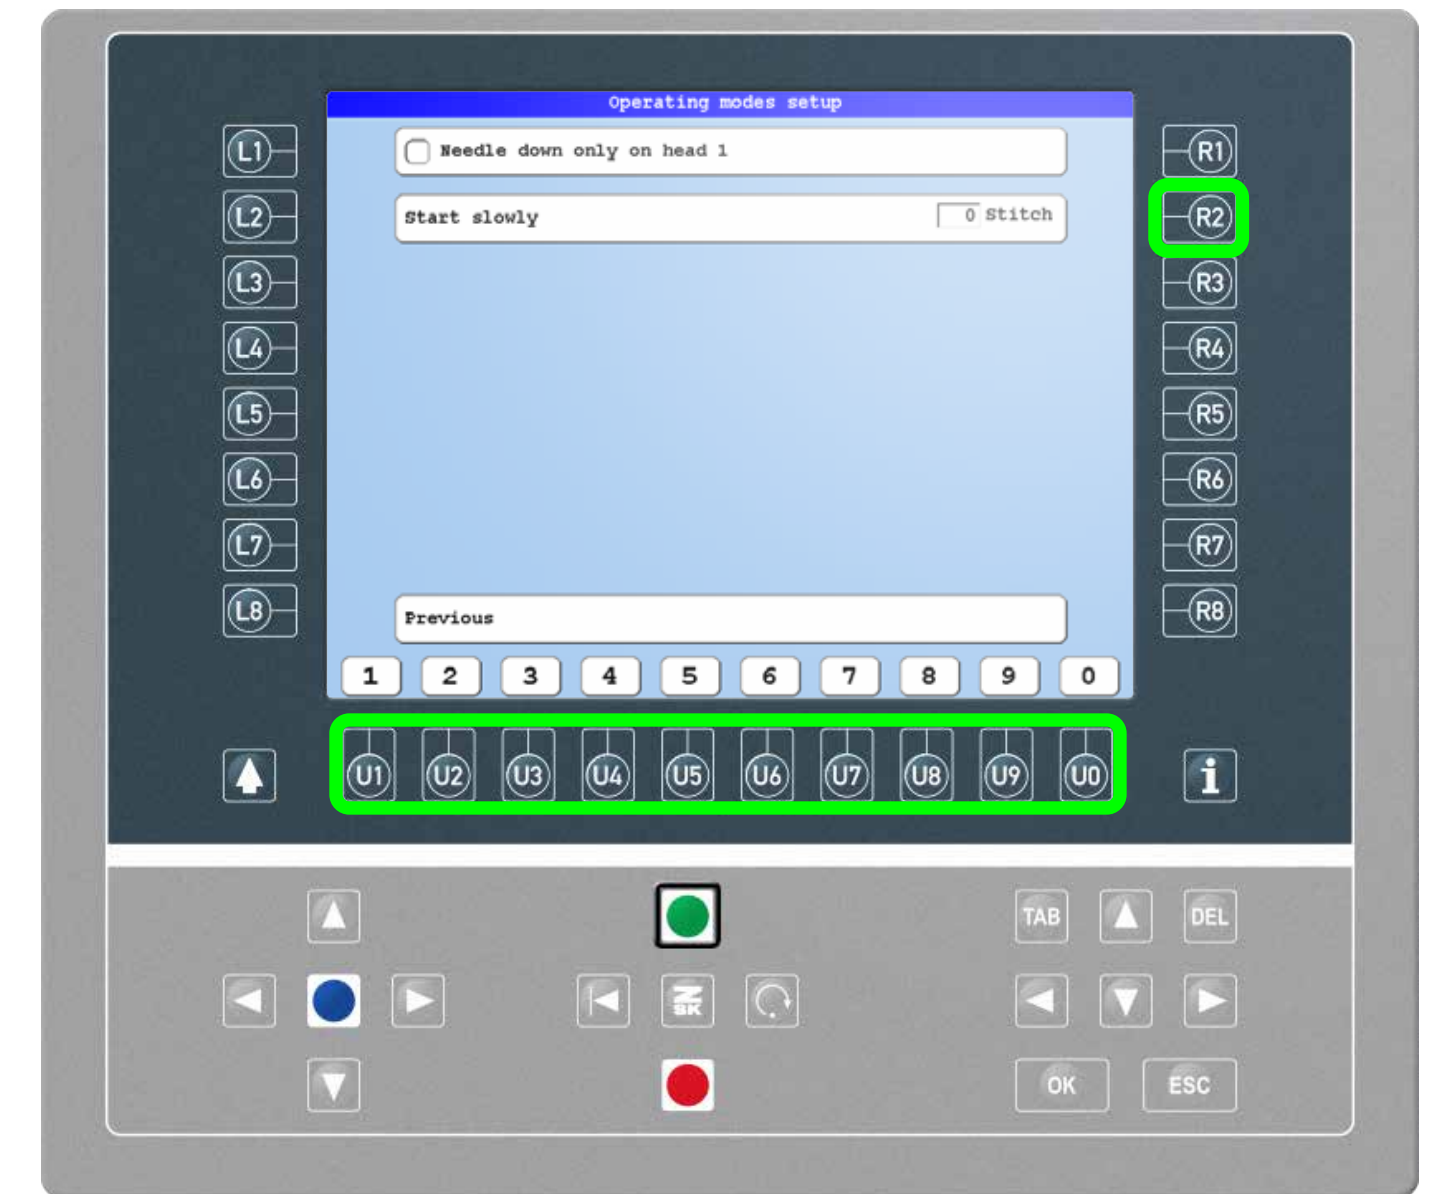 Operating modes setup
L1 Needle down only on head 1 R1
L2 Start slowly 0 Stitch R2
L3 R3
L4 R4
L5 R5
L6 R6
L7 R7
L8 Previous R8
1 2 3 4 5 6 7 8 9 0
U1 U2 U3 U4 U5 U6 U7 U8 U9 U0 i
TAB DEL
ZSK
OK ESC